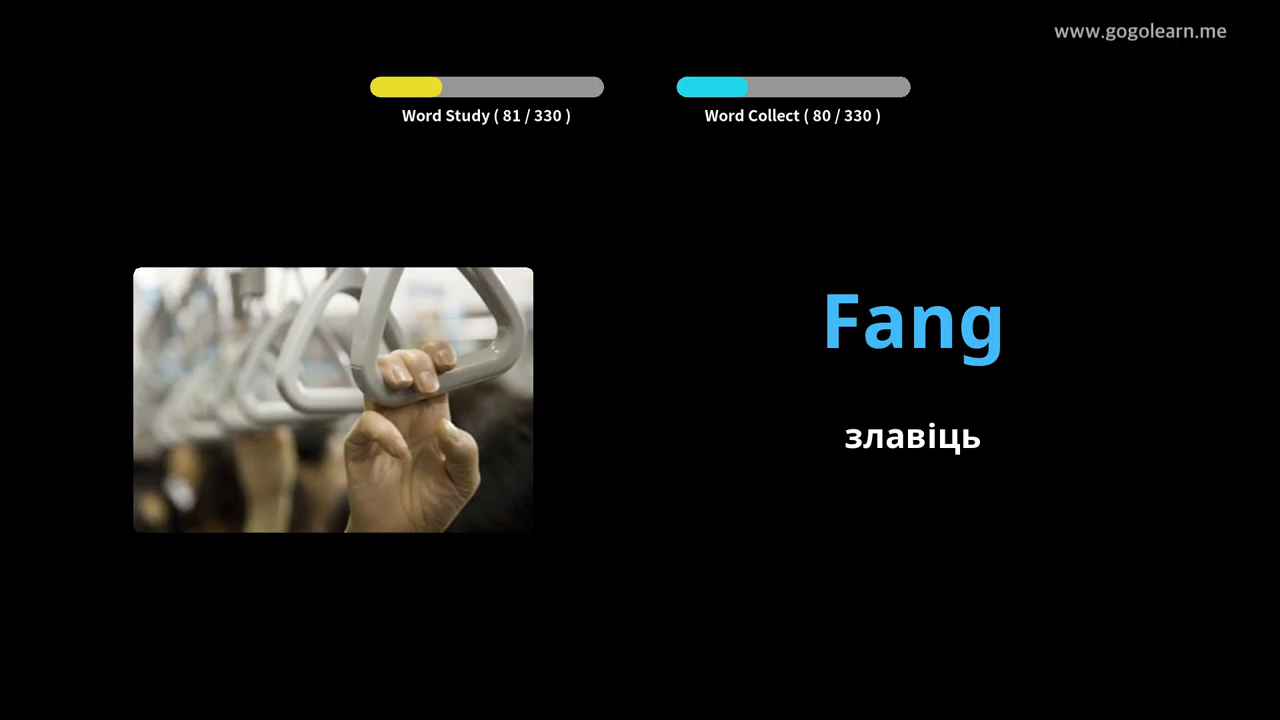 www.gogolearn.me
Word Study ( 81 / 330 )
Word Collect ( 80 / 330 )
Fang
злавіць